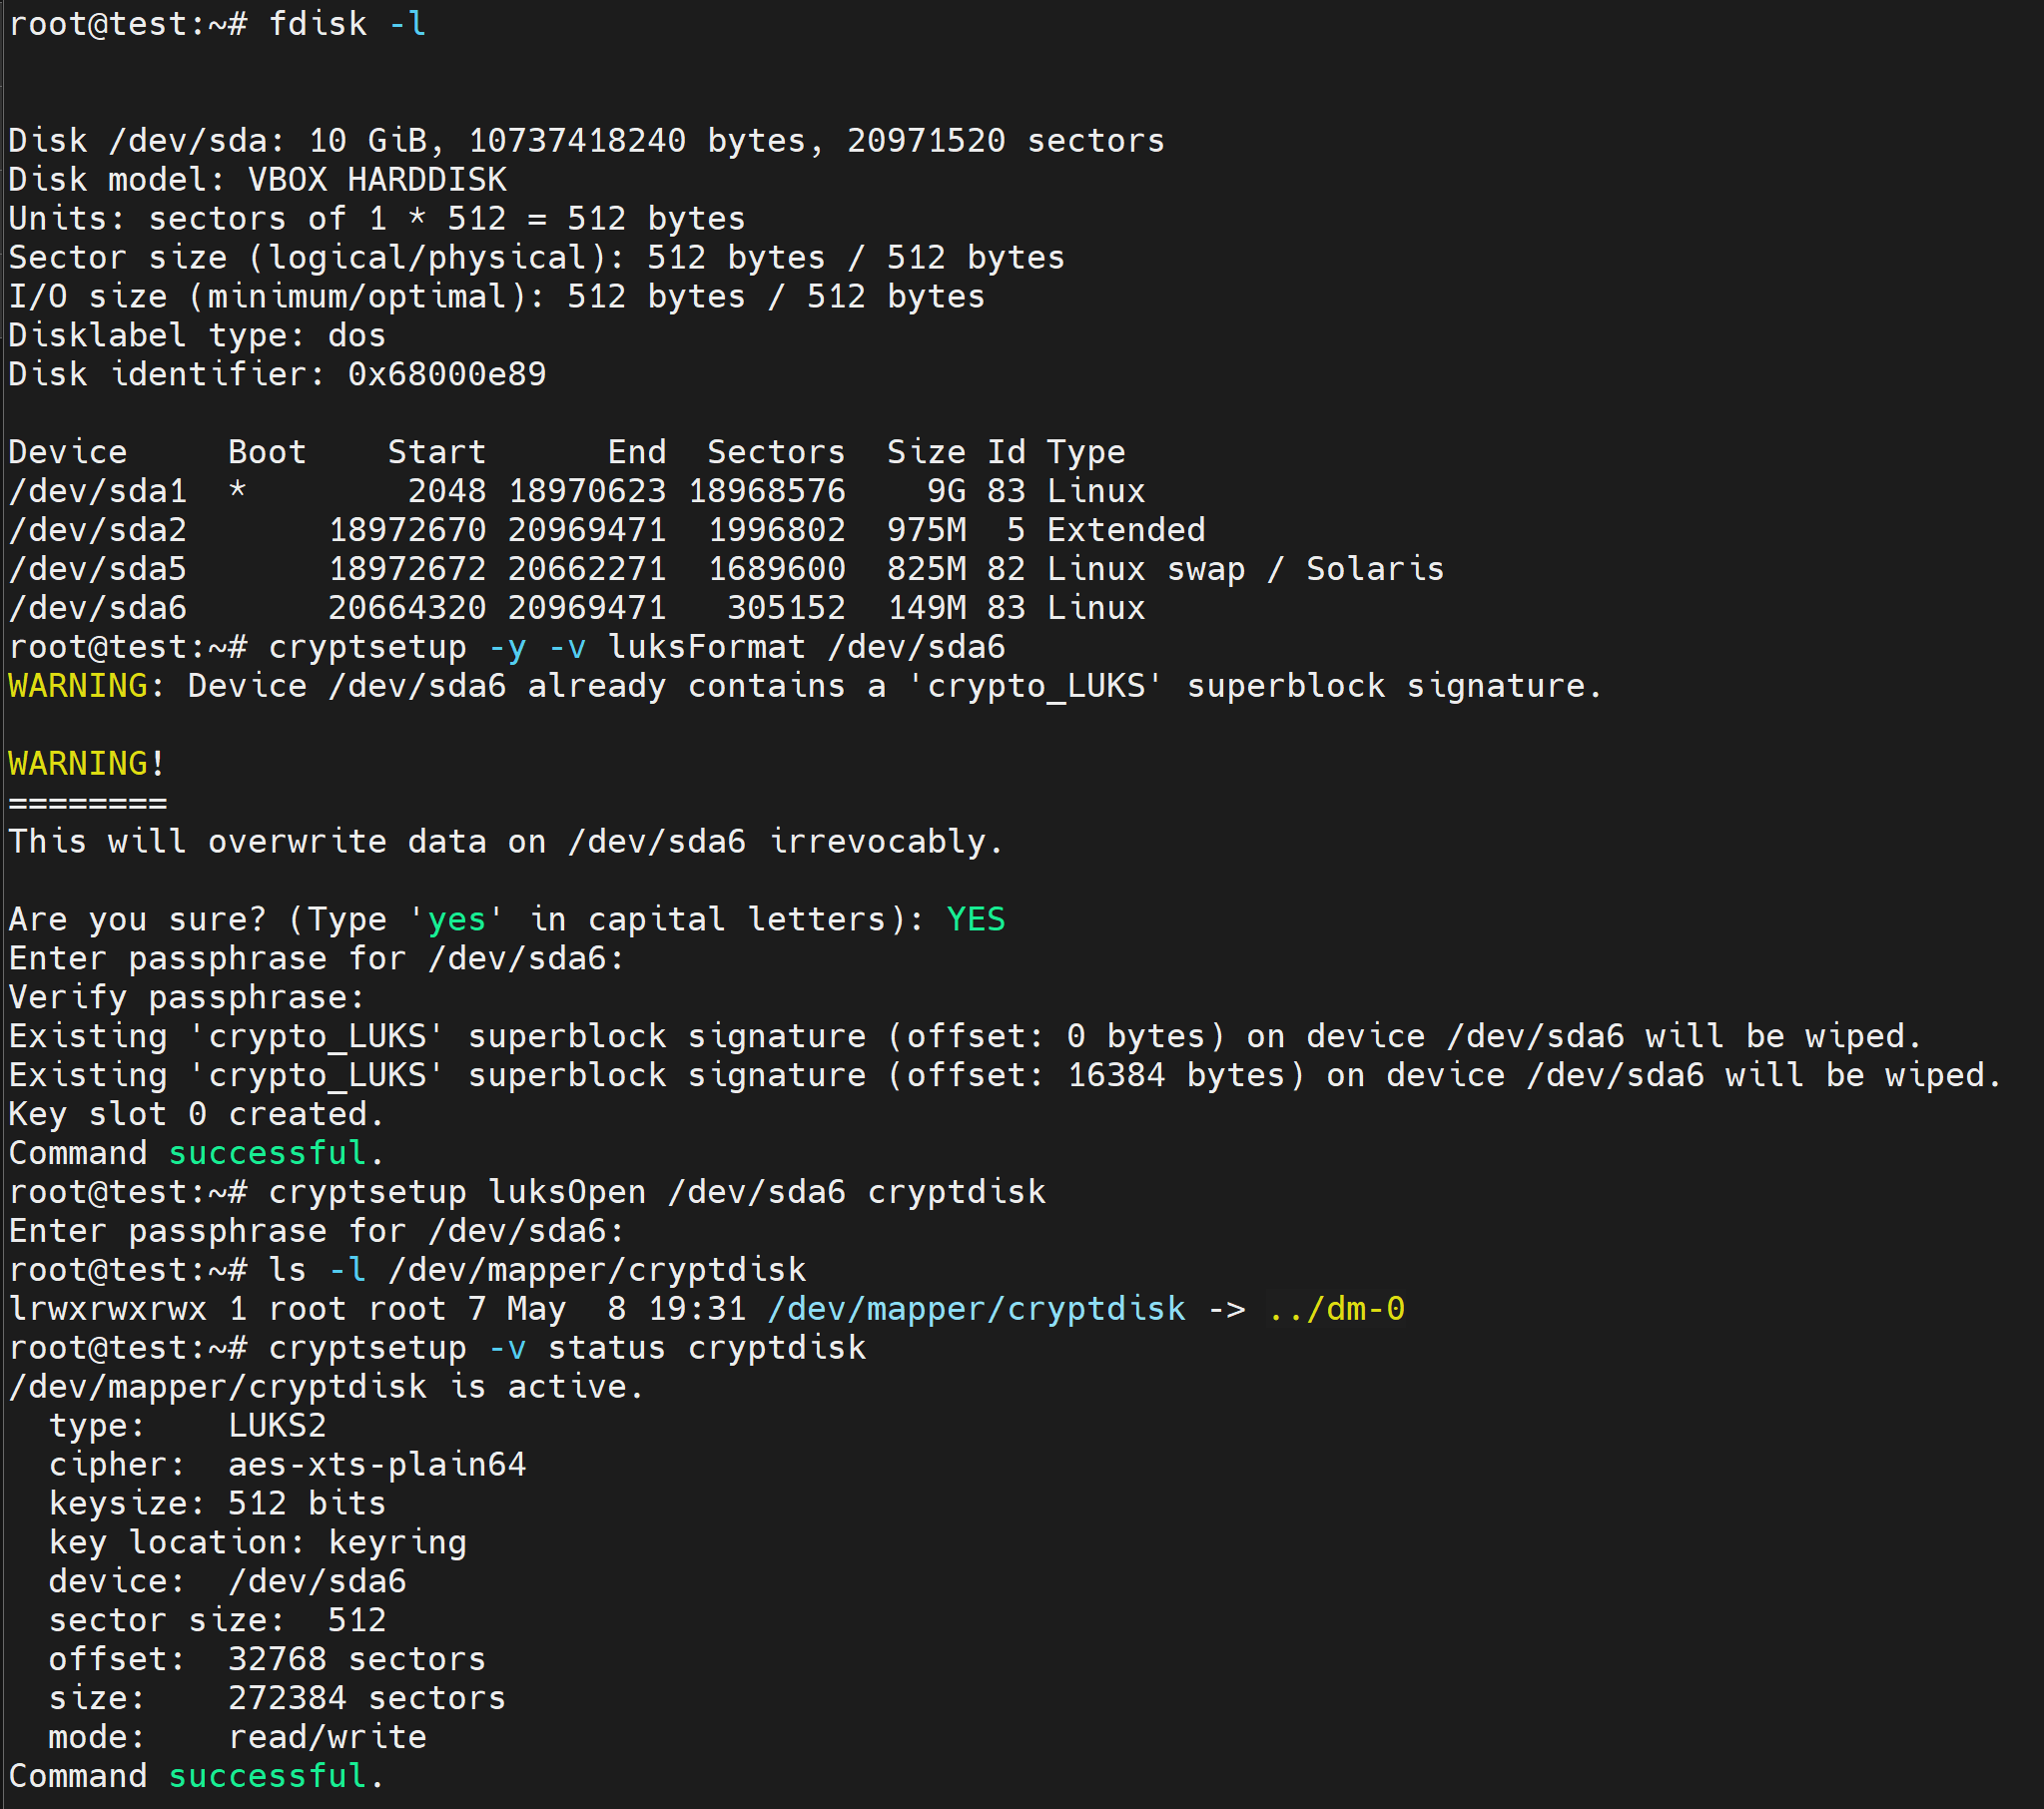 root@test:~# fdisk -l
Disk /dev/sda: 10 GiB, 10737418240 bytes, 20971520 sectors
Disk model: VBOX HARDDISK
Units: sectors of 1 * 512 = 512 bytes
Sector size (logical/physical): 512 bytes / 512 bytes
I/O size (minimum/optimal): 512 bytes / 512 bytes
Disklabel type: dos
Disk identifier: 0x68000e89
Device     Boot    Start      End  Sectors  Size Id Type
/dev/sda1  *        2048 18970623 18968576    9G 83 Linux
/dev/sda2       18972670 20969471  1996802  975M  5 Extended
/dev/sda5       18972672 20662271  1689600  825M 82 Linux swap / Solaris
/dev/sda6       20664320 20969471   305152  149M 83 Linux
root@test:~# cryptsetup -y -v luksFormat /dev/sda6
WARNING: Device /dev/sda6 already contains a 'crypto_LUKS' superblock signature.
WARNING!
========
This will overwrite data on /dev/sda6 irrevocably.
Are you sure? (Type 'yes' in capital letters): YES
Enter passphrase for /dev/sda6:
Verify passphrase:
Existing 'crypto_LUKS' superblock signature (offset: 0 bytes) on device /dev/sda6 will be wiped.
Existing 'crypto_LUKS' superblock signature (offset: 16384 bytes) on device /dev/sda6 will be wiped.
Key slot 0 created.
Command successful.
root@test:~# cryptsetup luksOpen /dev/sda6 cryptdisk
Enter passphrase for /dev/sda6:
root@test:~# ls -l /dev/mapper/cryptdisk
lrwxrwxrwx 1 root root 7 May  8 19:31 /dev/mapper/cryptdisk -> ../dm-0
root@test:~# cryptsetup -v status cryptdisk
/dev/mapper/cryptdisk is active.
  type:    LUKS2
  cipher:  aes-xts-plain64
  keysize: 512 bits
  key location: keyring
  device:  /dev/sda6
  sector size:  512
  offset:  32768 sectors
  size:    272384 sectors
  mode:    read/write
Command successful.